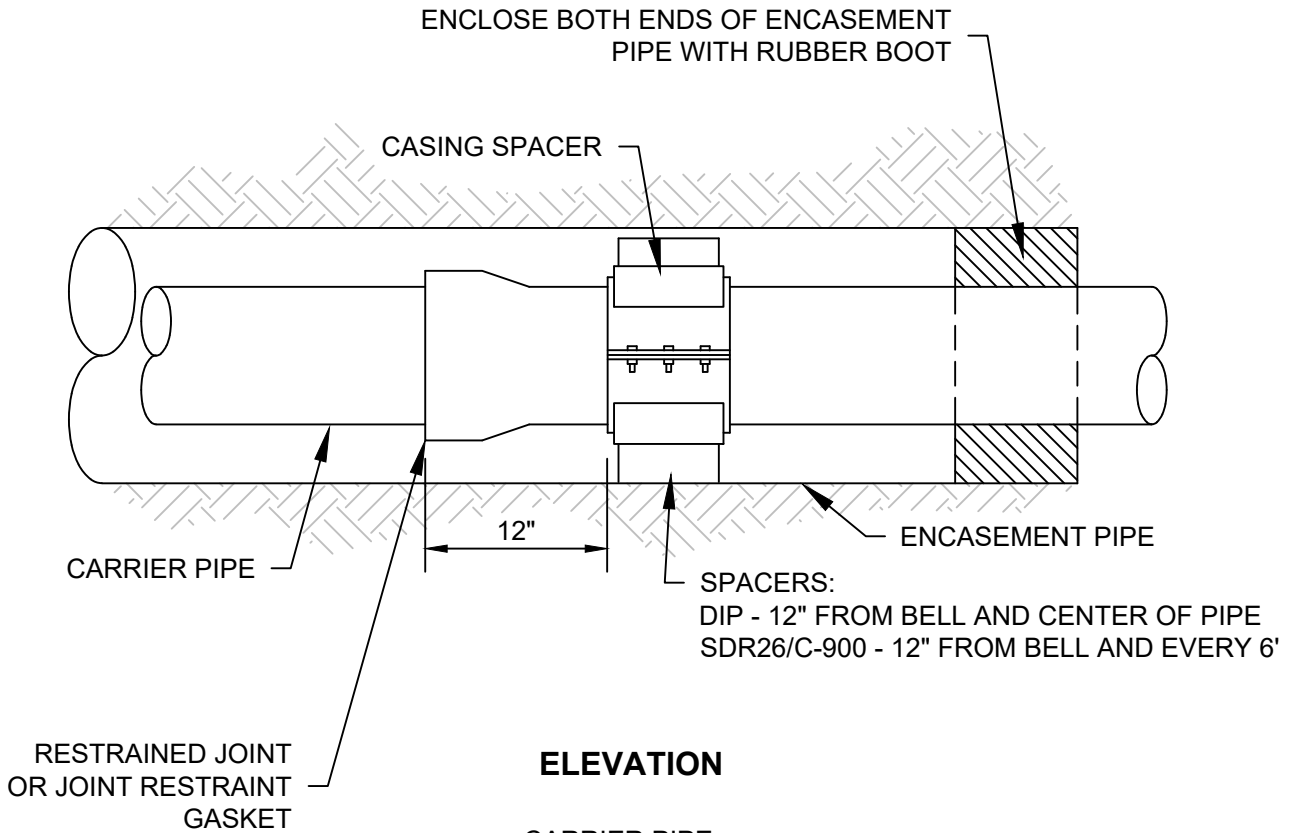 ENCLOSE BOTH ENDS OF ENCASEMENT
PIPE WITH RUBBER BOOT
CASING SPACER
12"
ENCASEMENT PIPE
CARRIER PIPE
SPACERS:
DIP - 12" FROM BELL AND CENTER OF PIPE
SDR26/C-900 - 12" FROM BELL AND EVERY 6'
RESTRAINED JOINT
OR JOINT RESTRAINT
GASKET
ELEVATION
CARRIER PIPE